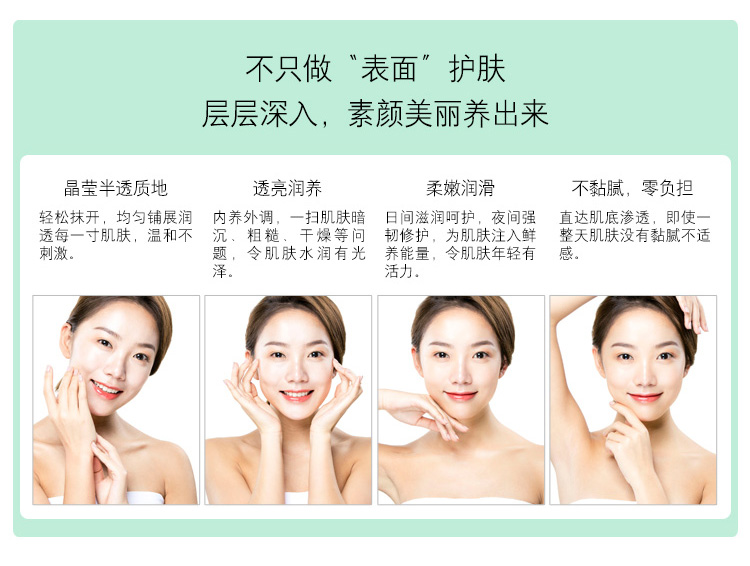 不只做“表面”护肤
层层深入，素颜美丽养出来
晶莹半透质地
轻松抹开，均匀铺展润
透每一寸肌肤，温和不
刺激。
透亮润养
内养外调，一扫肌肤暗
沉、粗糙、干燥等问
题，令肌肤水润有光
泽。
柔嫩润滑
日间滋润呵护，夜间强
韧修护，为肌肤注入鲜
养能量，令肌肤年轻有
活力。
不黏腻，零负担
直达肌底渗透，即使一
整天肌肤没有黏腻不适
感。